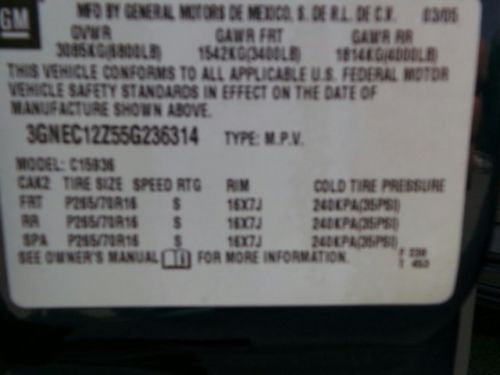 GM
MFD BY GENERAL MOTORS DE MEXICO, S. DE R.L. DE C.V. 03/05
GVWR GAWR FRT GAWR RR
3085KG(6800LB) 1542KG(3400LB) 1814KG(4000LB)
THIS VEHICLE CONFORMS TO ALL APPLICABLE U.S. FEDERAL MOTOR
VEHICLE SAFETY STANDARDS IN EFFECT ON THE DATE OF
MANUFACTURE SHOWN ABOVE.
3GNEC12Z55G236314 TYPE: M.P.V.
MODEL: C15936
CAK2 TIRE SIZE SPEED RTG RIM COLD TIRE PRESSURE
FRT P265/70R16 S 16X7J 240KPA(35PSI)
RR P265/70R16 S 16X7J 240KPA(35PSI)
SPA P265/70R16 S 16X7J 240KPA(35PSI)
SEE OWNER'S MANUAL FOR MORE INFORMATION.